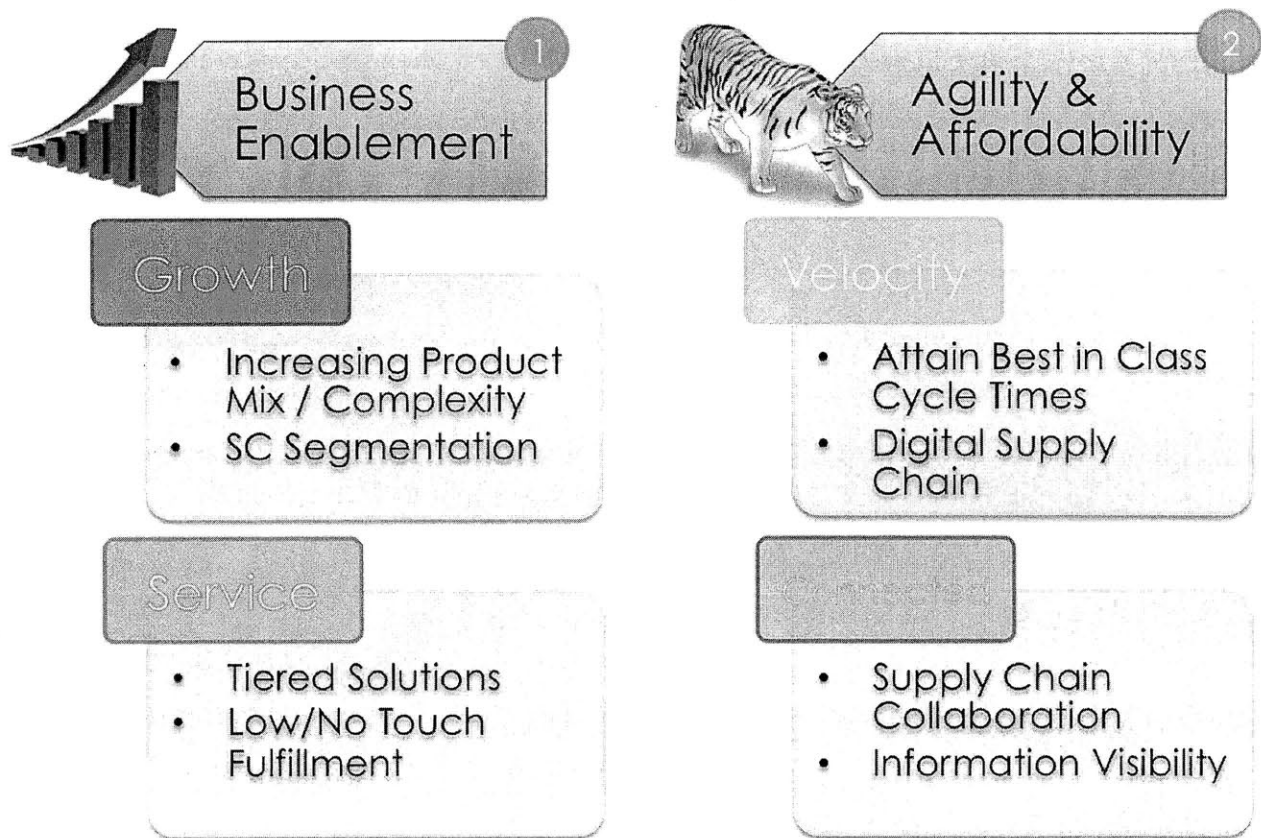 1
Business
Enablement
Growth
• Increasing Product
Mix / Complexity
• SC Segmentation
Service
• Tiered Solutions
• Low/No Touch
Fulfillment
2
Agility &
Affordability
Velocity
• Attain Best in Class
Cycle Times
• Digital Supply
Chain
• Supply Chain
Collaboration
• Information Visibility